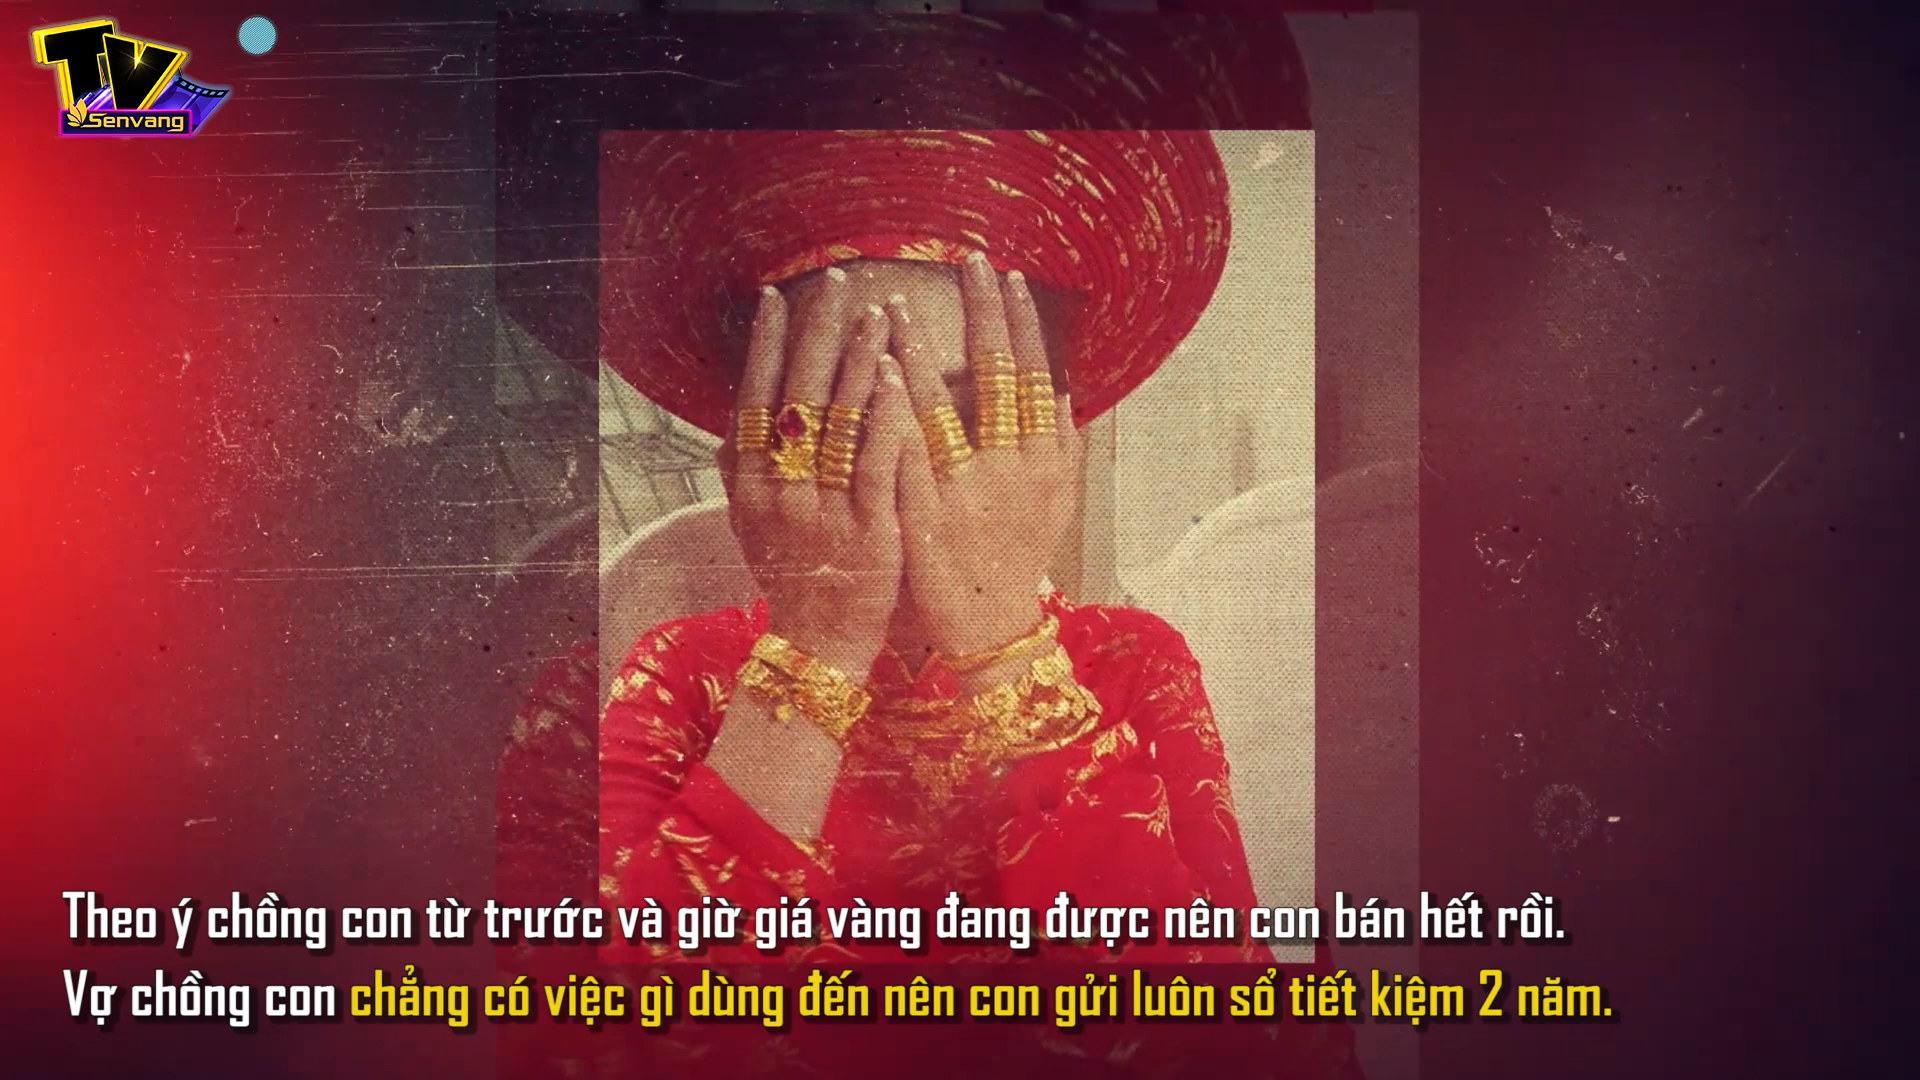 TV
Senvang
Theo ý chồng con từ trước và giờ giá vàng đang được nên con bán hết rồi.
Vợ chồng con chẳng có việc gì dùng đến nên con gửi luôn sổ tiết kiệm 2 năm.